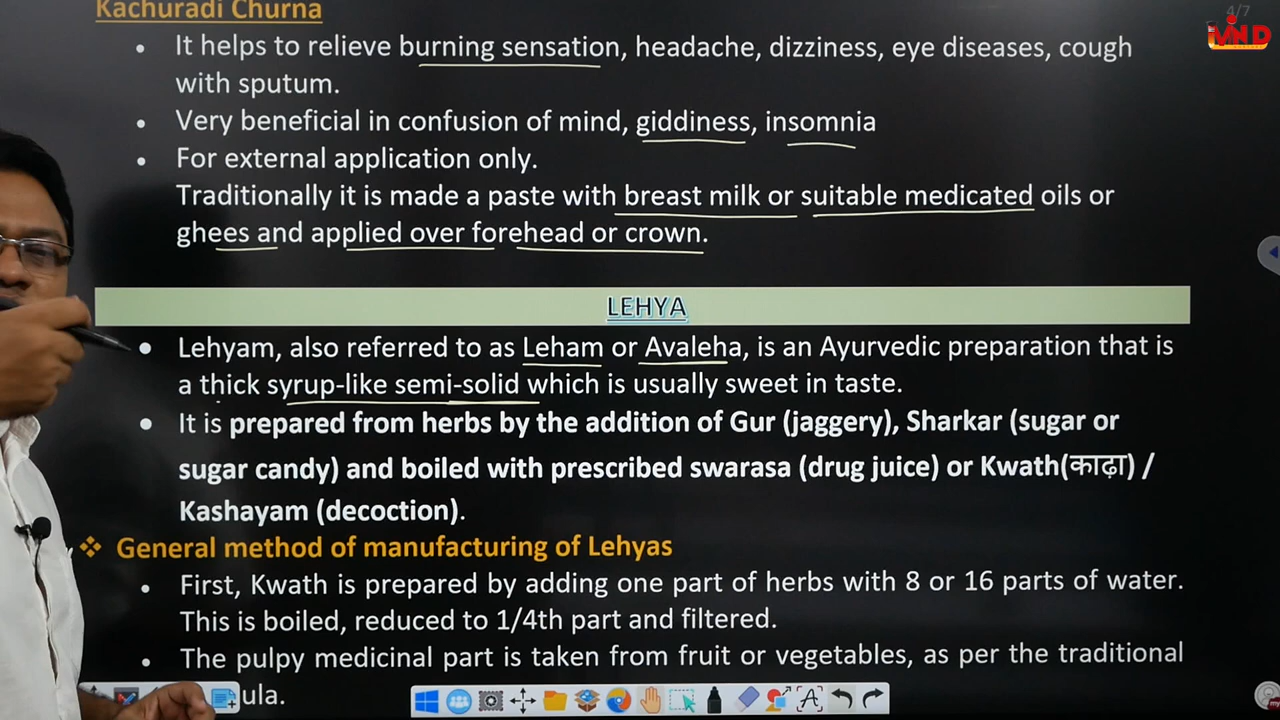 4/7
MND
Kachuradi Churna
• It helps to relieve burning sensation, headache, dizziness, eye diseases, cough
with sputum.
• Very beneficial in confusion of mind, giddiness, insomnia
• For external application only.
Traditionally it is made a paste with breast milk or suitable medicated oils or
ghees and applied over forehead or crown.
LEHYA
• Lehyam, also referred to as Leham or Avaleha, is an Ayurvedic preparation that is
a thick syrup-like semi-solid which is usually sweet in taste.
• It is prepared from herbs by the addition of Gur (jaggery), Sharkar (sugar or
sugar candy) and boiled with prescribed swarasa (drug juice) or Kwath(काढ़ा) /
Kashayam (decoction).
❖ General method of manufacturing of Lehyas
• First, Kwath is prepared by adding one part of herbs with 8 or 16 parts of water.
This is boiled, reduced to 1/4th part and filtered.
• The pulpy medicinal part is taken from fruit or vegetables, as per the traditional
ula.